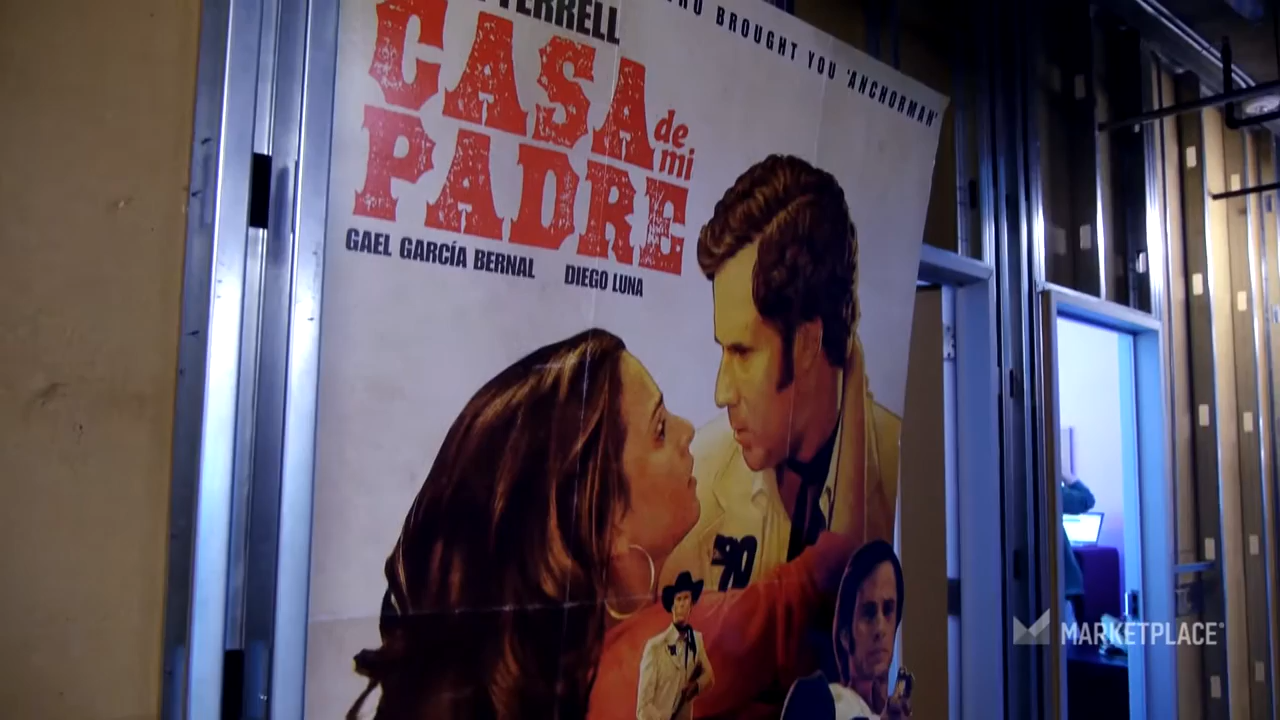 FERRELL
BROUGHT YOU 'ANCHORMAN'
CASA
de
mi
PADRE
GAEL GARCÍA BERNAL DIEGO LUNA
MARKETPLACE®